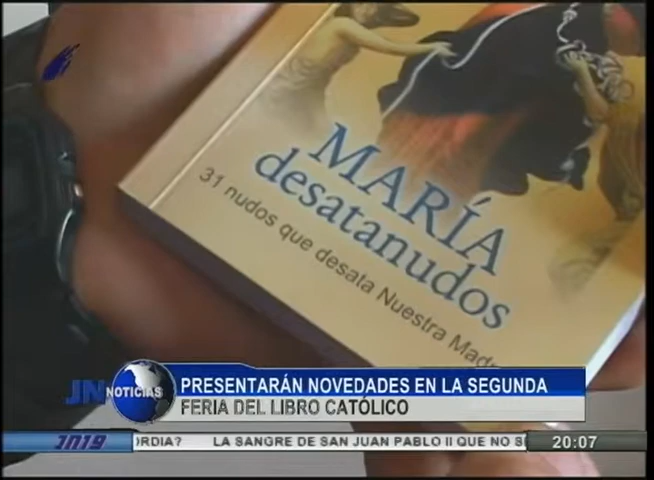 MARÍA
desatanudos
31 nudos que desata Nuestra Madre
JN
NOTICIAS
PRESENTARÁN NOVEDADES EN LA SEGUNDA
FERIA DEL LIBRO CATÓLICO
JN19
ORDIA? LA SANGRE DE SAN JUAN PABLO II QUE NO S
20:07